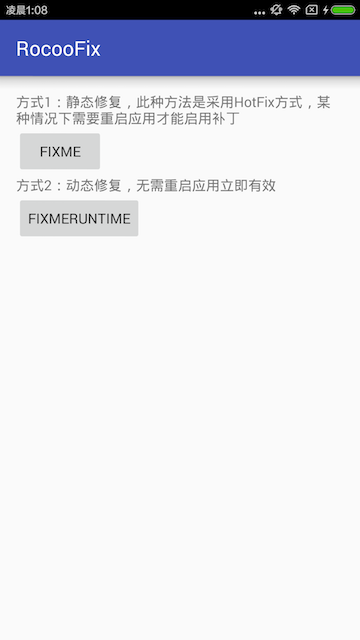 凌晨1:08
RocooFix
方式1：静态修复，此种方法是采用HotFix方式，某
种情况下需要重启应用才能启用补丁
FIXME
方式2：动态修复，无需重启应用立即有效
FIXMERUNTIME